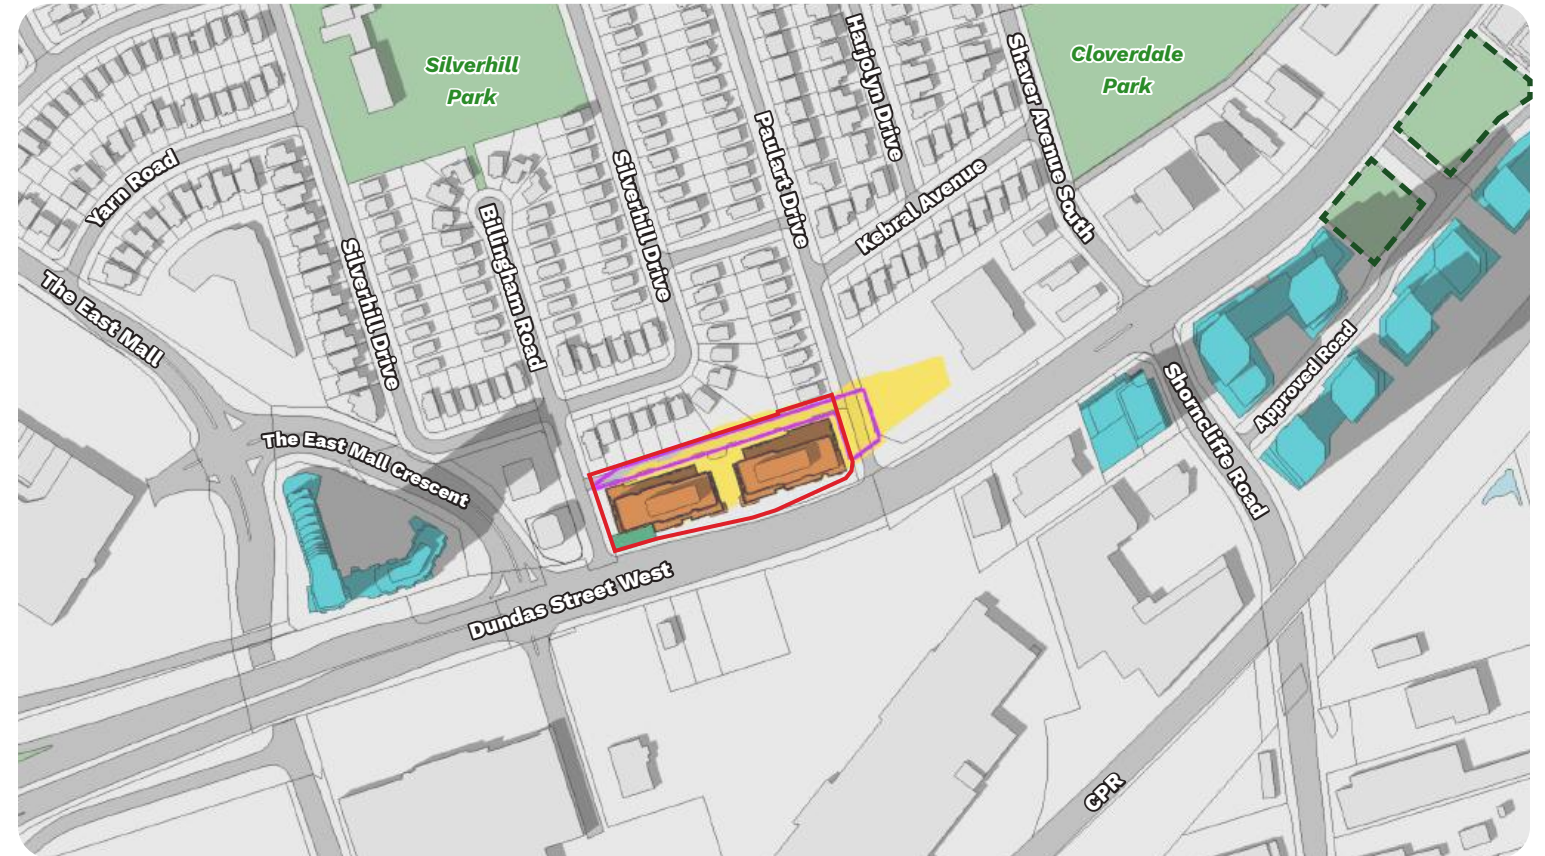 Silverhill
Park
Cloverdale
Park
Harjolyn Drive
Shaver Avenue South
Paulart Drive
Yarn Road
Silverhill Drive
Kebral Avenue
Billingham Road
Silverhill Drive
The East Mall
Approved Road
Shorncliffe Road
The East Mall Crescent
Dundas Street West
CPR